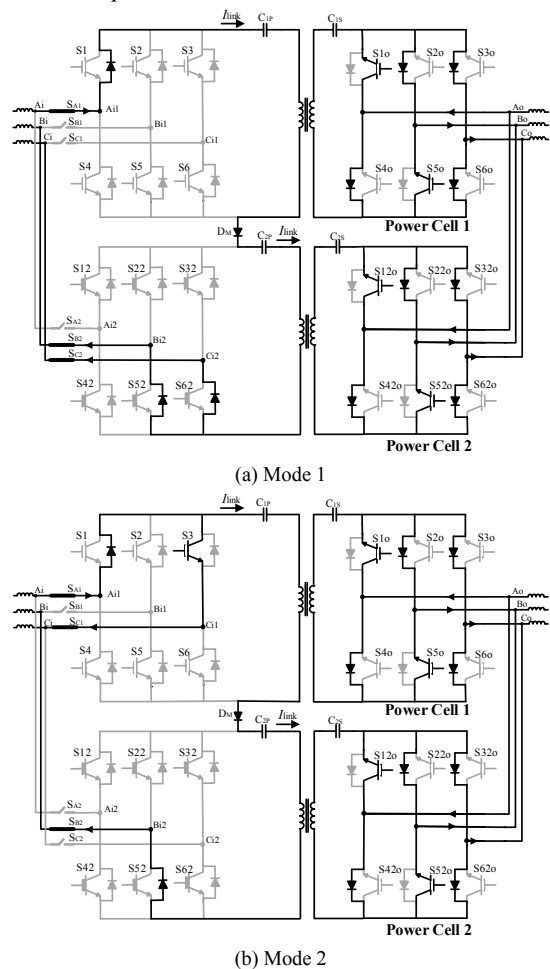 Ilink C1P C1S
S1 S2 S3 S1o S2o S3o
Ai SA1 Ai1 Ao
Bi SB1 Bi1 Bo
Ci SC1 Ci1 Co
S4 S5 S6 S4o S5o S6o
Power Cell 1
DM C2P Ilink C2S
S12 S22 S32 S12o S22o S32o
SA2 Ai2
SB2 Bi2
SC2 Ci2
S42 S52 S62 S42o S52o S62o
Power Cell 2
(a) Mode 1
Ilink C1P C1S
S1 S2 S3 S1o S2o S3o
Ai SA1 Ai1 Ao
Bi SB1 Bi1 Bo
Ci SC1 Ci1 Co
S4 S5 S6 S4o S5o S6o
Power Cell 1
DM C2P Ilink C2S
S12 S22 S32 S12o S22o S32o
SA2 Ai2
SB2 Bi2
SC2 Ci2
S42 S52 S62 S42o S52o S62o
Power Cell 2
(b) Mode 2